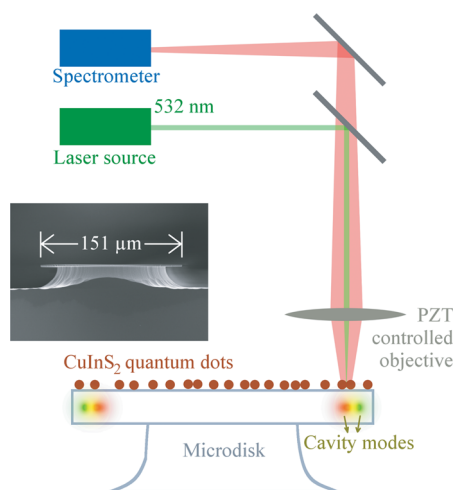 Spectrometer
532 nm
Laser source
151 μm
PZT
controlled
objective
CuInS₂ quantum dots
Microdisk
Cavity modes